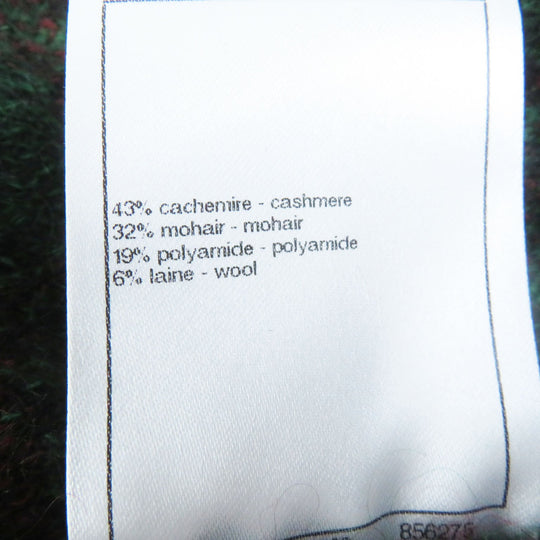 43% cachemire - cashmere
32% mohair - mohair
19% polyamide - polyamide
6% laine - wool
856275